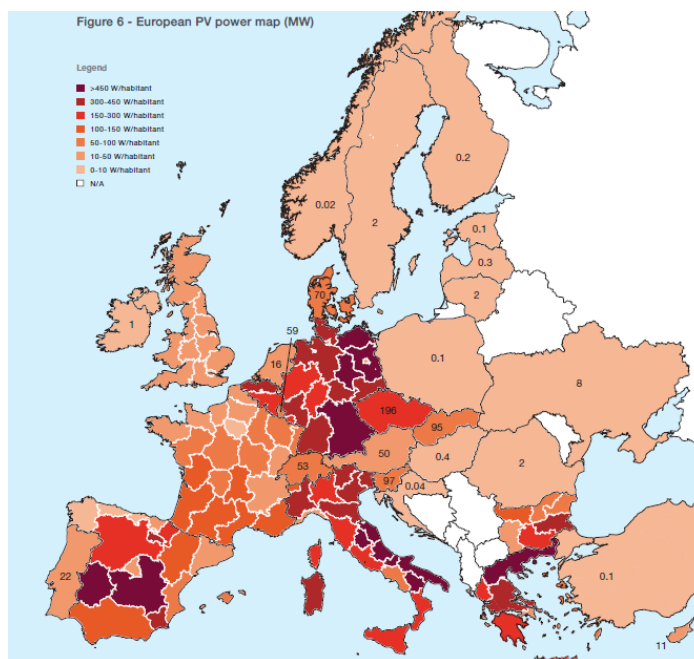 Figure 6 - European PV power map (MW)
Legend
>450 W/habitant
300-450 W/habitant
150-300 W/habitant
100-150 W/habitant
50-100 W/habitant
10-50 W/habitant
0-10 W/habitant
N/A
0.2
0.02
2
0.1
0.3
2
70
1
59
16
0.1
8
196
95
53
50
0.4
2
97
0.04
22
0.1
11